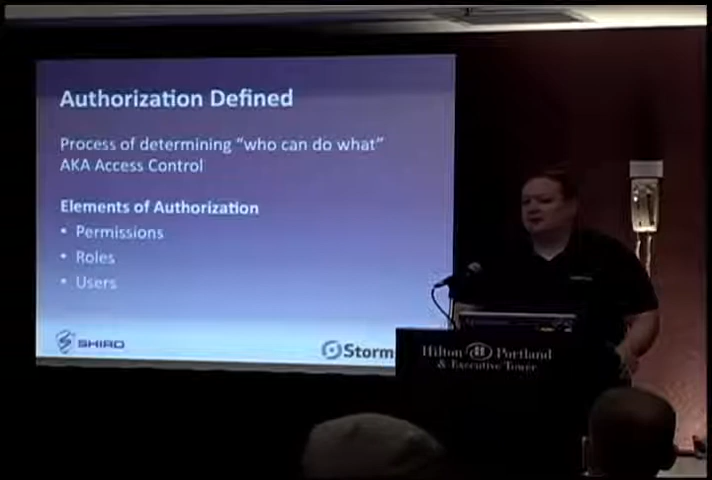 Authorization Defined
Process of determining "who can do what"
AKA Access Control
Elements of Authorization
• Permissions
• Roles
• Users
SHIRO
Storm
Hilton H Portland
& Executive Tower